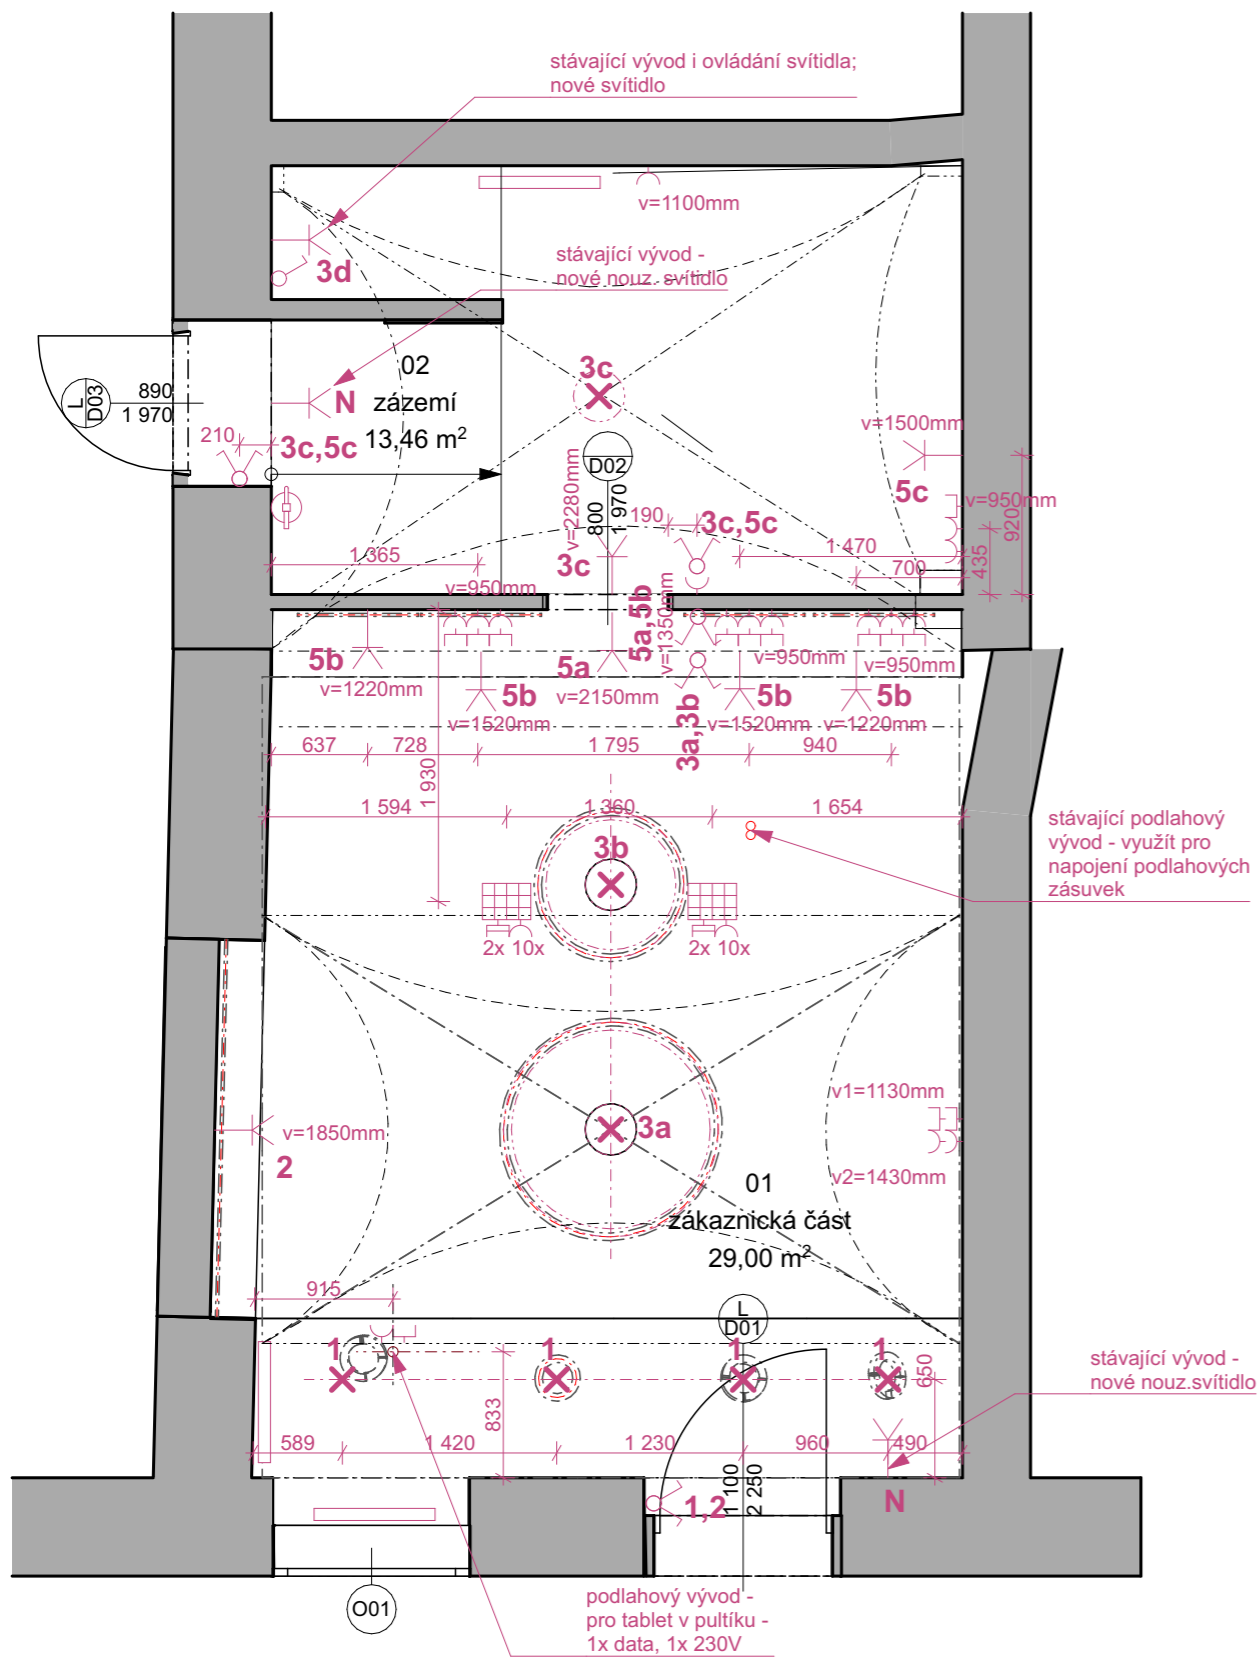 stávající vývod i ovládání svítidla;
nové svítidlo
v=1100mm
stávající vývod -
nové nouz. svítidlo
3d
3c
02
zázemí
13,46 m²
N
L
D03
890
1 970
210
3c,5c
D02
800
1 970
v=2280mm
v=1500mm
5c
v=950mm
920
435
190
3c,5c
1 470
700
1 365
3c
v=950mm
5a,5b
v=1350mm
5b
v=1220mm
5b
v=1520mm
5a
v=2150mm
3a,3b
v=950mm
5b
v=1520mm
v=950mm
5b
v=1220mm
637
728
1 795
940
1 930
1 594
1 360
1 654
stávající podlahový
vývod - využít pro
napojení podlahových
zásuvek
3b
2x 10x
2x 10x
v1=1130mm
v2=1430mm
v=1850mm
2
3a
01
zákaznická část
29,00 m²
915
L
D01
1
1
1
1
650
833
stávající vývod -
nové nouz.svítidlo
589
1 420
1 230
960
490
1 100
2 250
1,2
N
O01
podlahový vývod -
pro tablet v pultíku -
1x data, 1x 230V